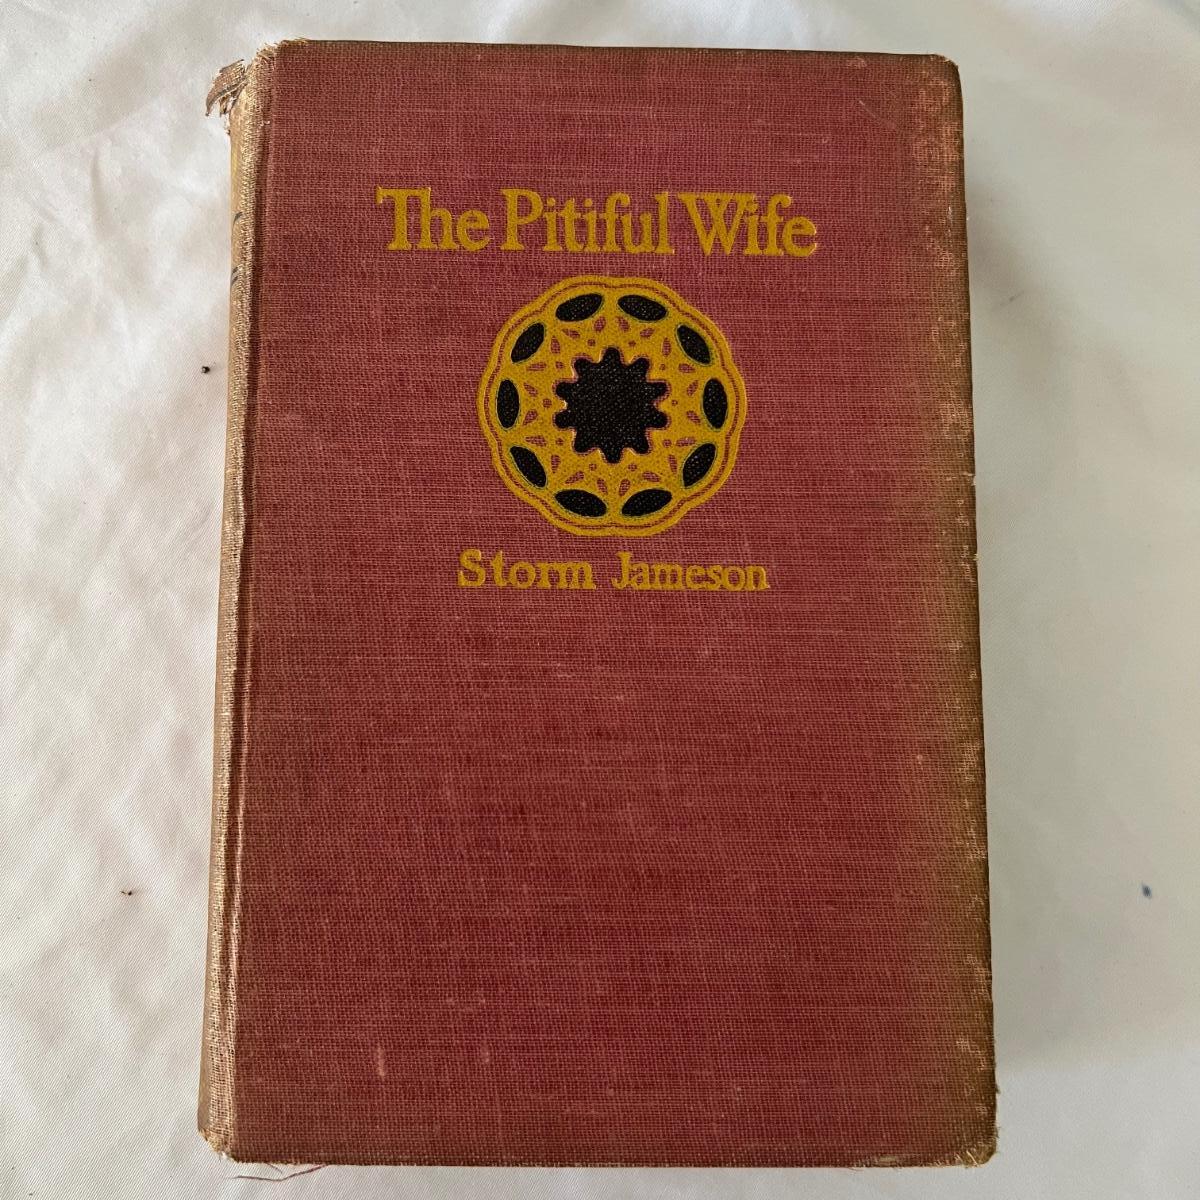 The Pitiful Wife
Storm Jameson